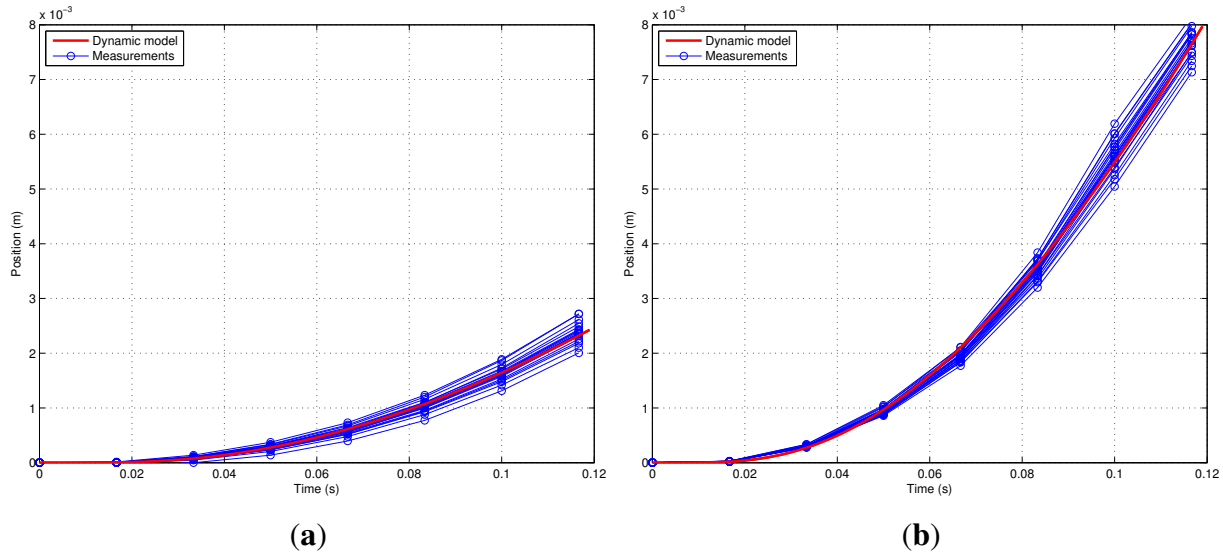 x 10⁻³
8
7
6
5
4
3
2
1
0
Position (m)
Dynamic model
Measurements
0 0.02 0.04 0.06 0.08 0.1 0.12
Time (s)
(a)
x 10⁻³
8
7
6
5
4
3
2
1
0
Position (m)
Dynamic model
Measurements
0 0.02 0.04 0.06 0.08 0.1 0.12
Time (s)
(b)